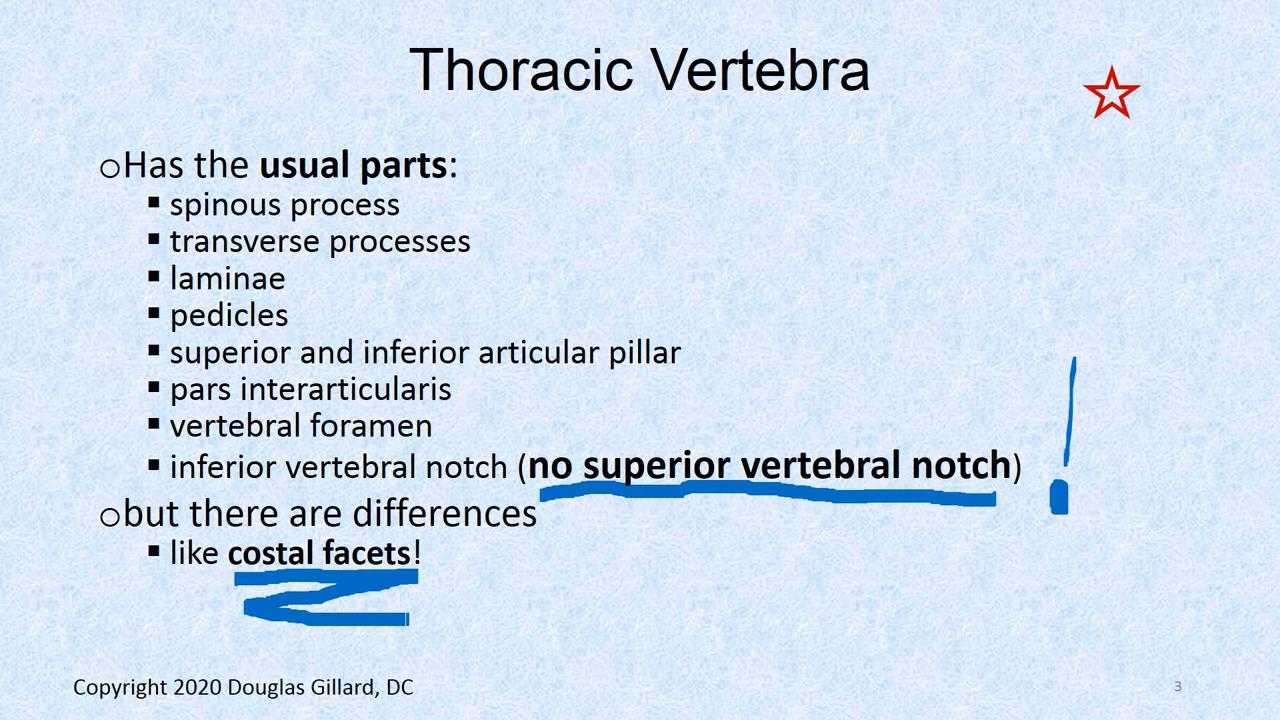 Thoracic Vertebra
Has the usual parts:
spinous process
transverse processes
laminae
pedicles
superior and inferior articular pillar
pars interarticularis
vertebral foramen
inferior vertebral notch (no superior vertebral notch)
!
but there are differences
like costal facets!
Copyright 2020 Douglas Gillard, DC
3